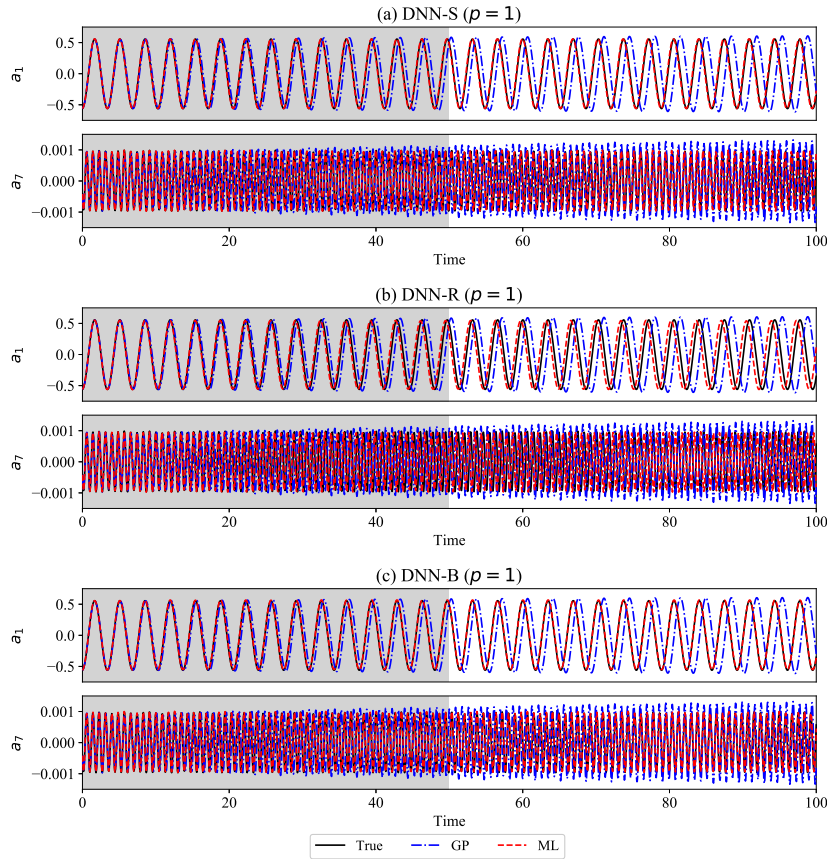 (a) DNN-S (p = 1)
0.5
0.0
−0.5
a₁
0.001
0.000
−0.001
a₇
0 20 40 60 80 100
Time
(b) DNN-R (p = 1)
0.5
0.0
−0.5
a₁
0.001
0.000
−0.001
a₇
0 20 40 60 80 100
Time
(c) DNN-B (p = 1)
0.5
0.0
−0.5
a₁
0.001
0.000
−0.001
a₇
0 20 40 60 80 100
Time
True GP ML